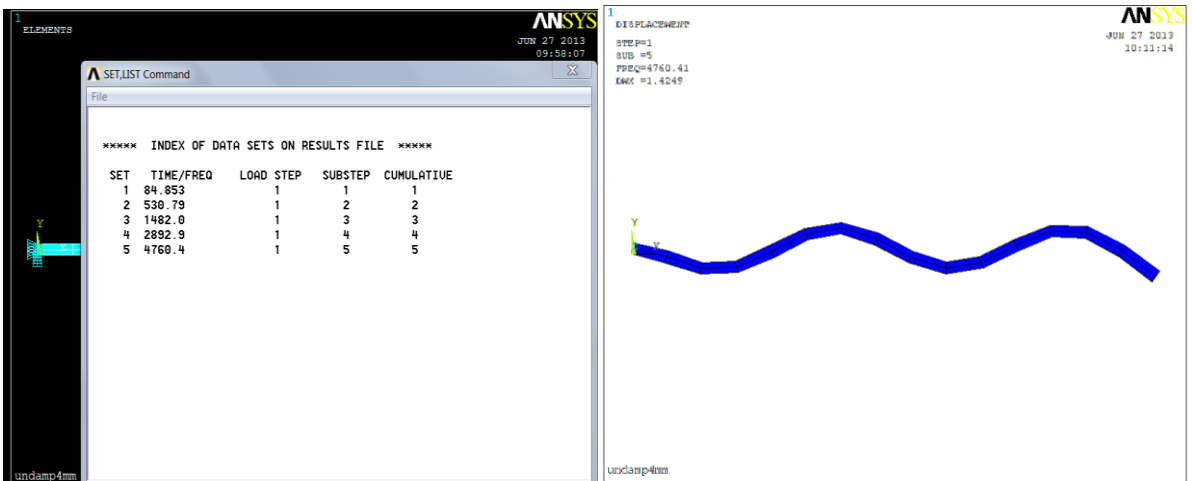 1
ELEMENTS
ANSYS
JUN 27 2013
09:58:07
SET,LIST Command
File
***** INDEX OF DATA SETS ON RESULTS FILE *****
SET TIME/FREQ LOAD STEP SUBSTEP CUMULATIVE
1 84.853 1 1 1
2 530.79 1 2 2
3 1482.0 1 3 3
4 2892.9 1 4 4
5 4760.4 1 5 5
Y
X
undamp4mm
1
DISPLACEMENT
STEP=1
SUB =5
FREQ=4760.41
DMX =1.4249
ANSYS
JUN 27 2013
10:11:14
Y
X
undamp4mm